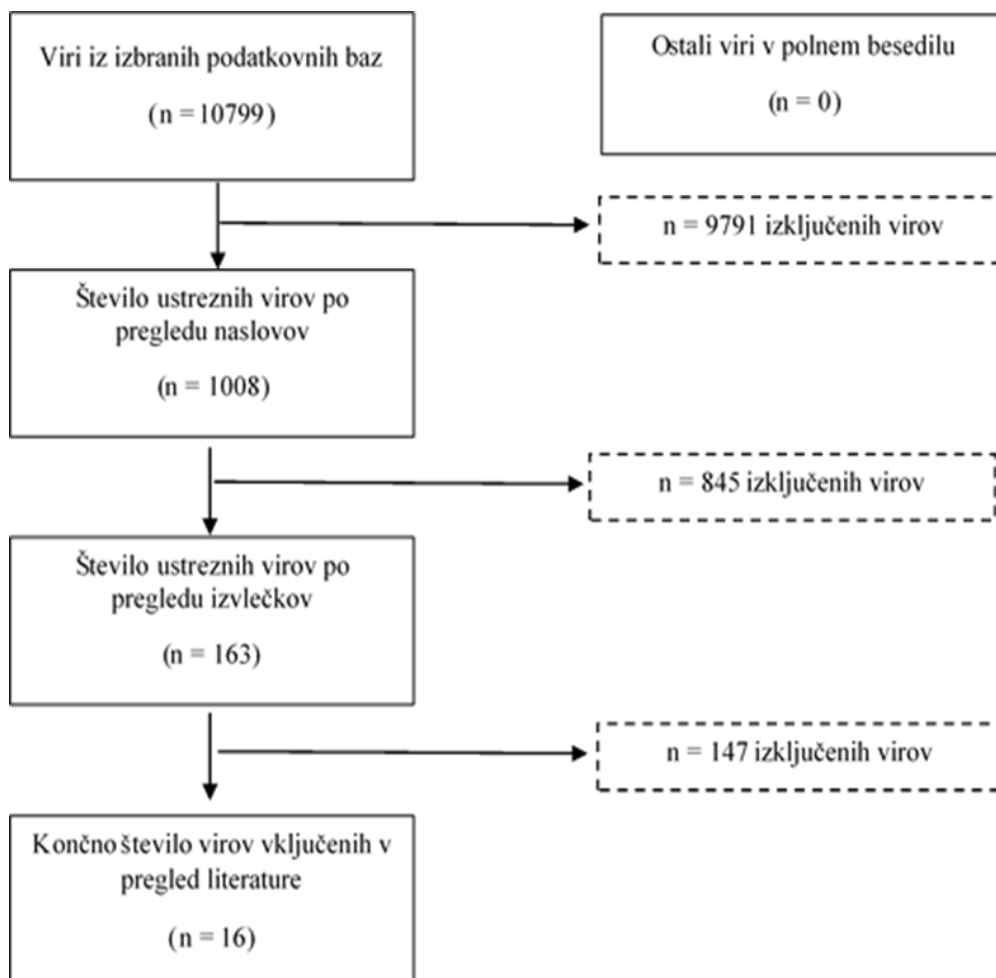 Viri iz izbranih podatkovnih baz
(n = 10799)
Ostali viri v polnem besedilu
(n = 0)
n = 9791 izključenih virov
Število ustreznih virov po
pregledu naslovov
(n = 1008)
n = 845 izključenih virov
Število ustreznih virov po
pregledu izvlečkov
(n = 163)
n = 147 izključenih virov
Končno število virov vključenih v
pregled literature
(n = 16)